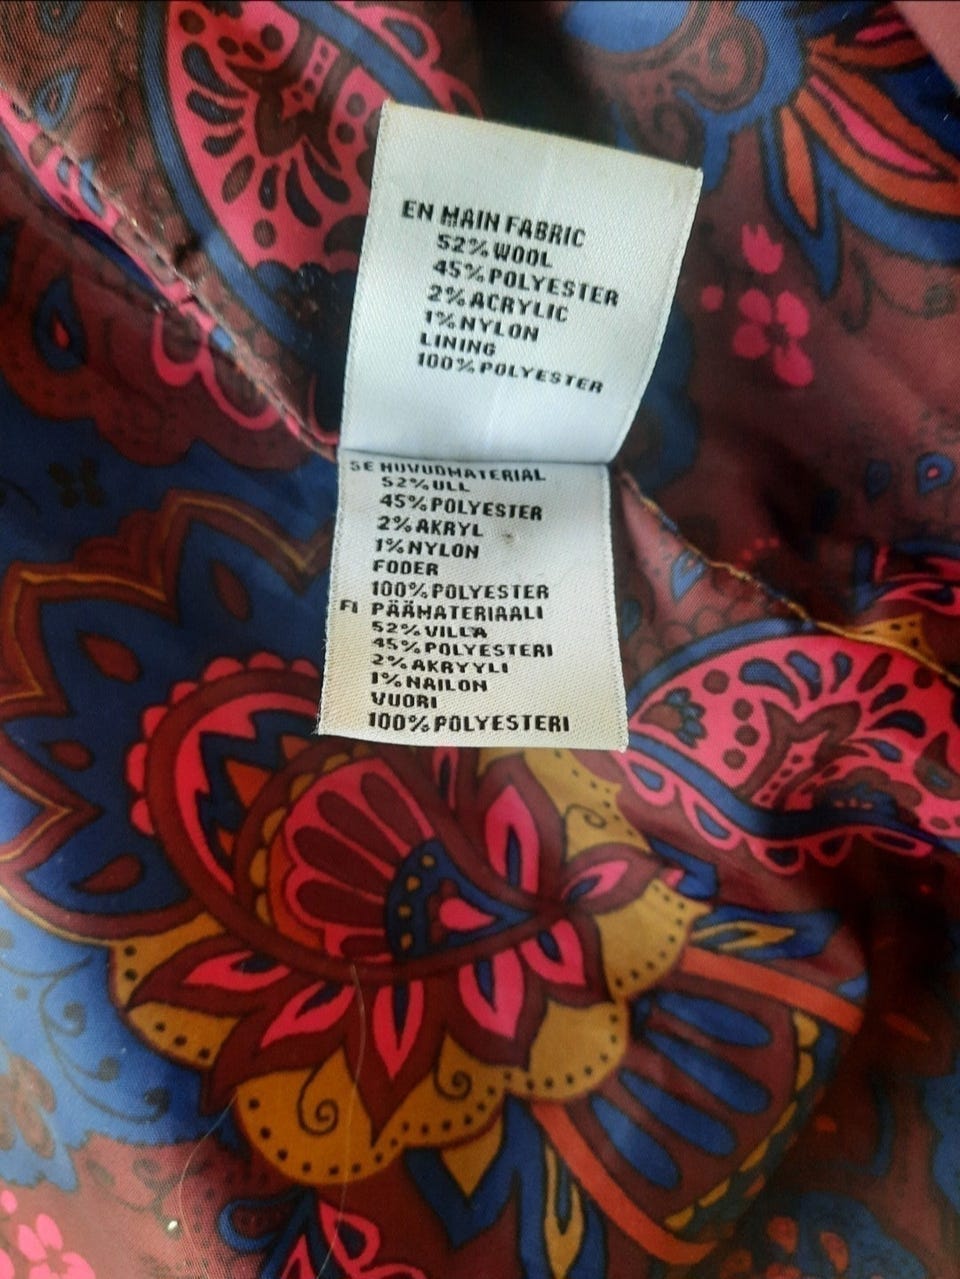 EN MAIN FABRIC
52% WOOL
45% POLYESTER
2% ACRYLIC
1% NYLON
LINING
100% POLYESTER
SE HUVUDMATERIAL
52% ULL
45% POLYESTER
2% AKRYL
1% NYLON
FODER
100% POLYESTER
FI PÄÄMATERIAALI
52% VILLA
45% POLYESTERI
2% AKRYYLI
1% NAILON
VUORI
100% POLYESTERI